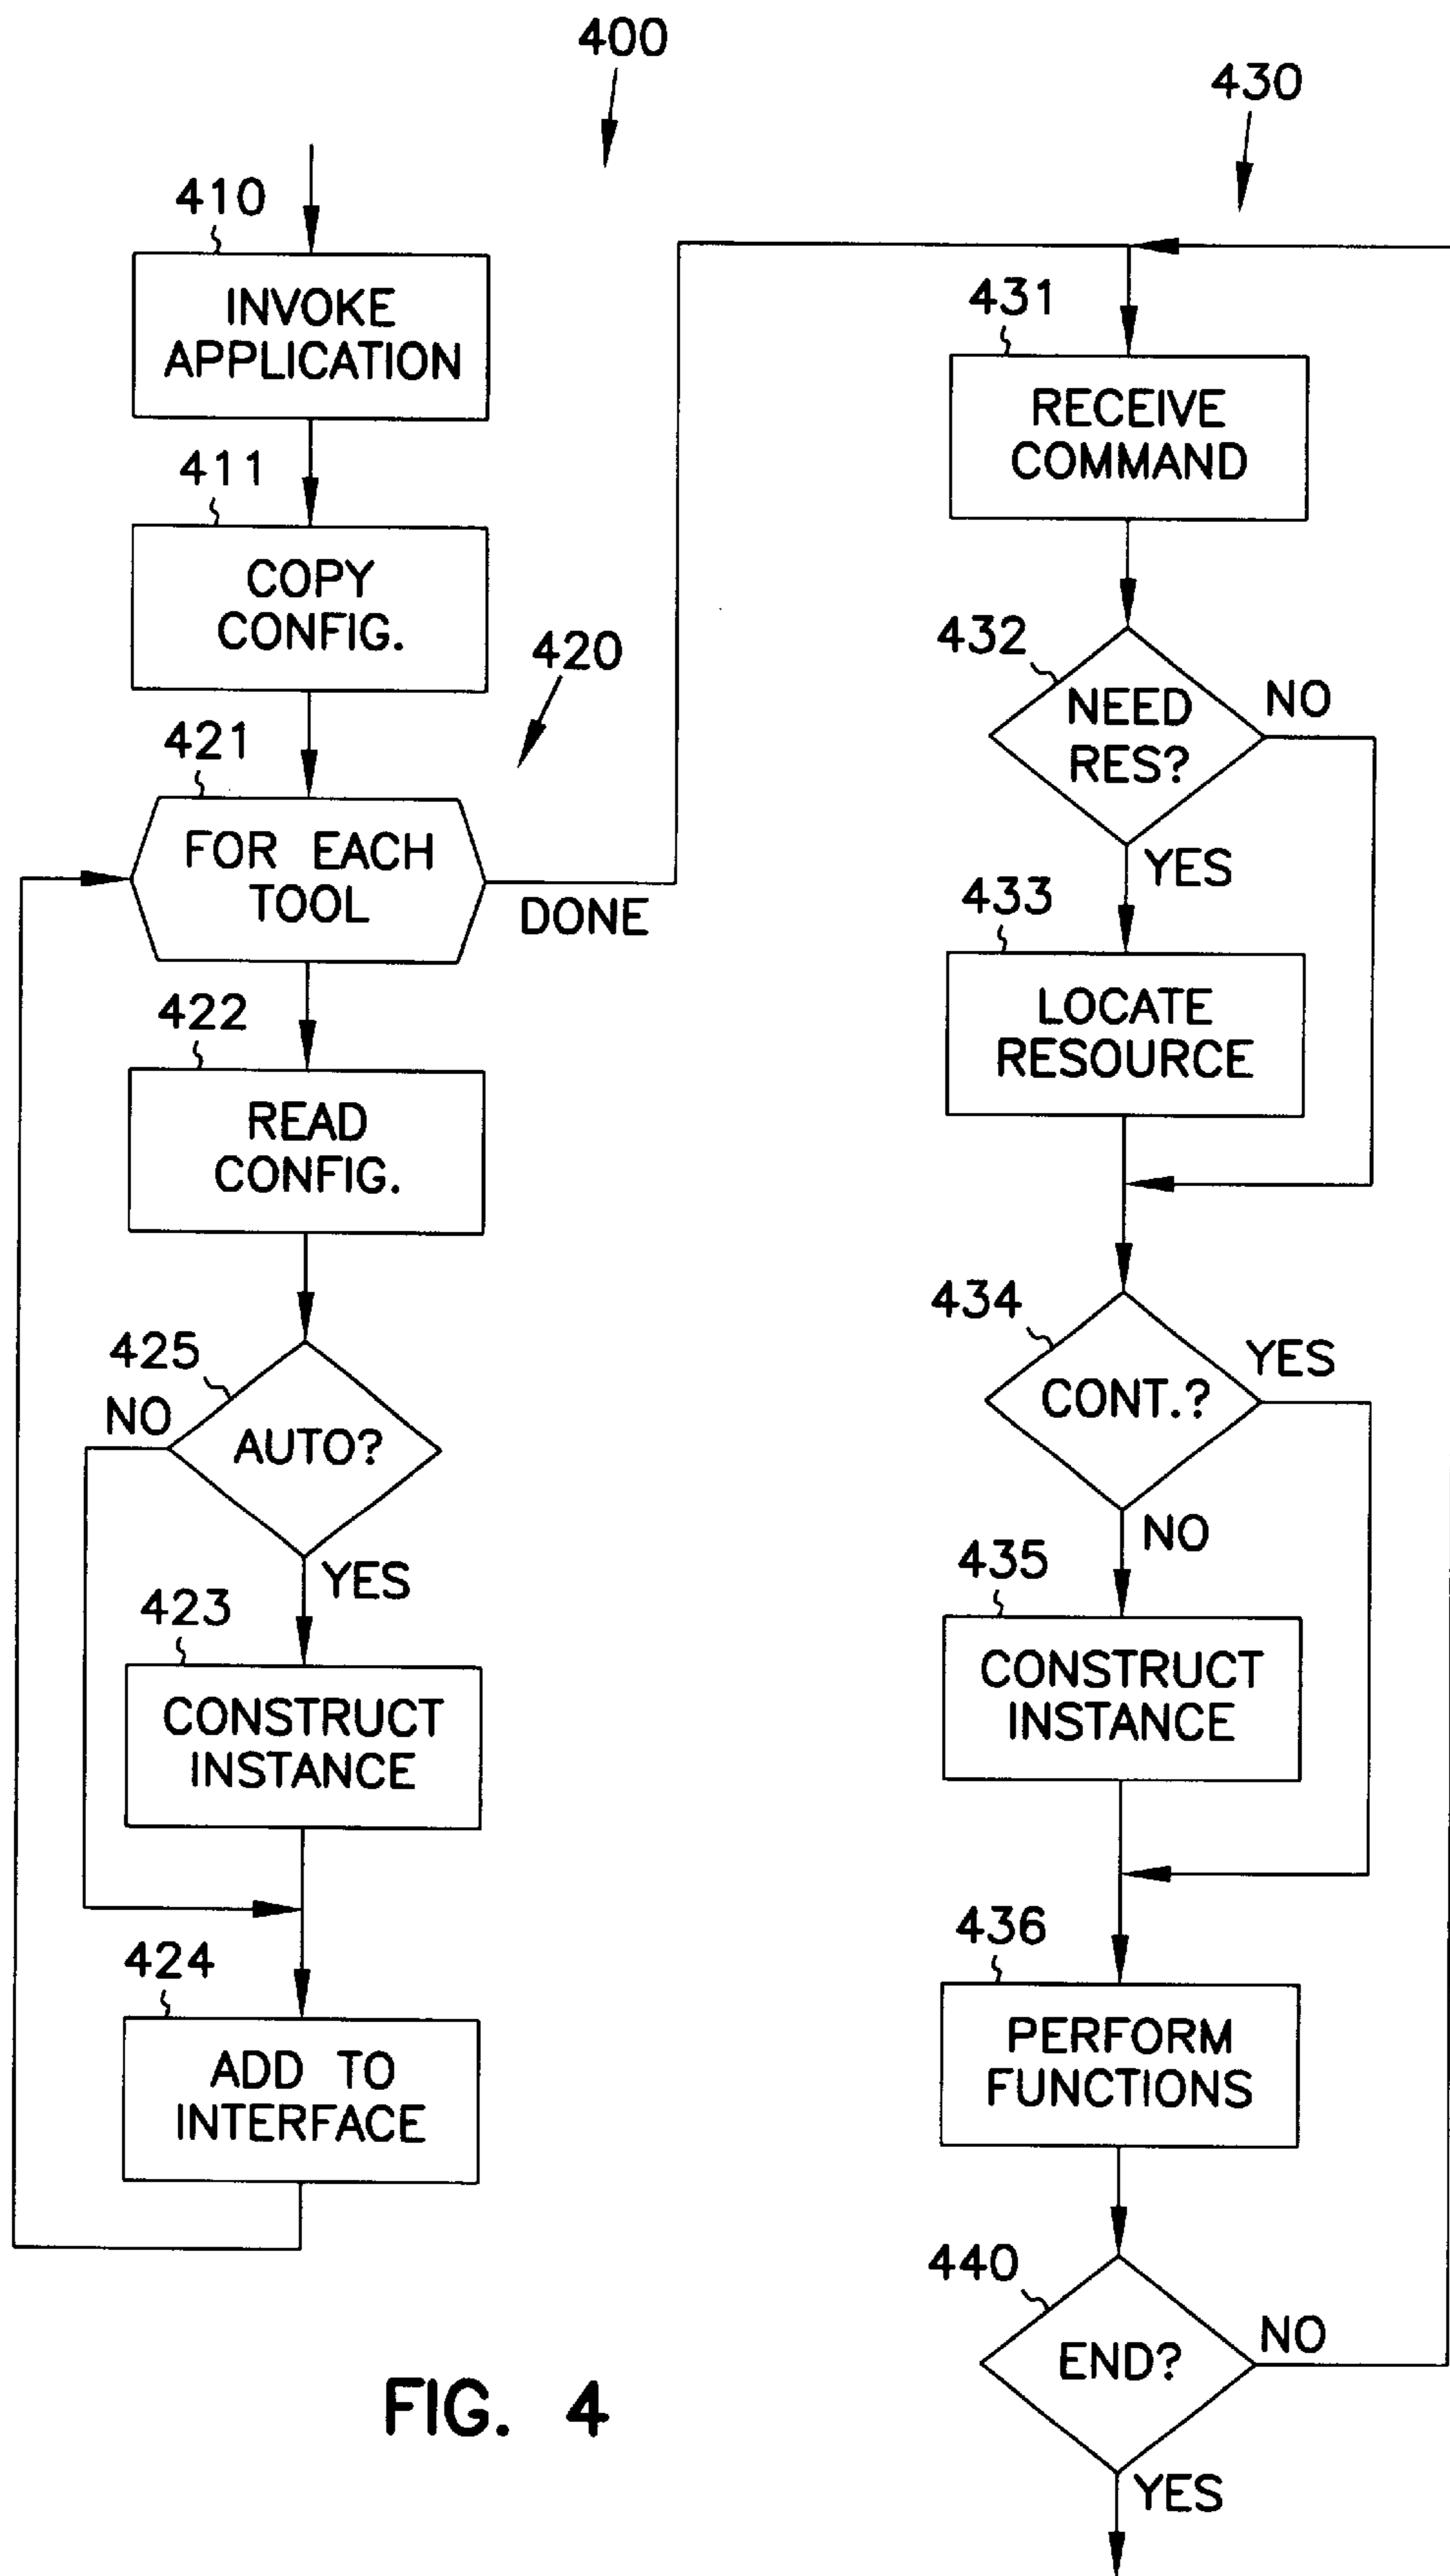 400
430
410
INVOKE
APPLICATION
411
COPY
CONFIG.
420
421
FOR EACH
TOOL
DONE
422
READ
CONFIG.
425
NO
AUTO?
YES
423
CONSTRUCT
INSTANCE
424
ADD TO
INTERFACE
431
RECEIVE
COMMAND
432
NEED
RES?
NO
YES
433
LOCATE
RESOURCE
434
CONT.?
YES
NO
435
CONSTRUCT
INSTANCE
436
PERFORM
FUNCTIONS
440
END?
NO
YES
FIG. 4